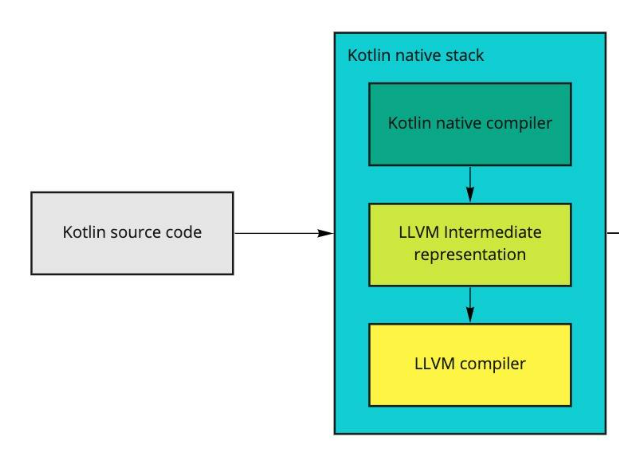 Kotlin native stack
Kotlin native compiler
Kotlin source code
LLVM Intermediate
representation
LLVM compiler